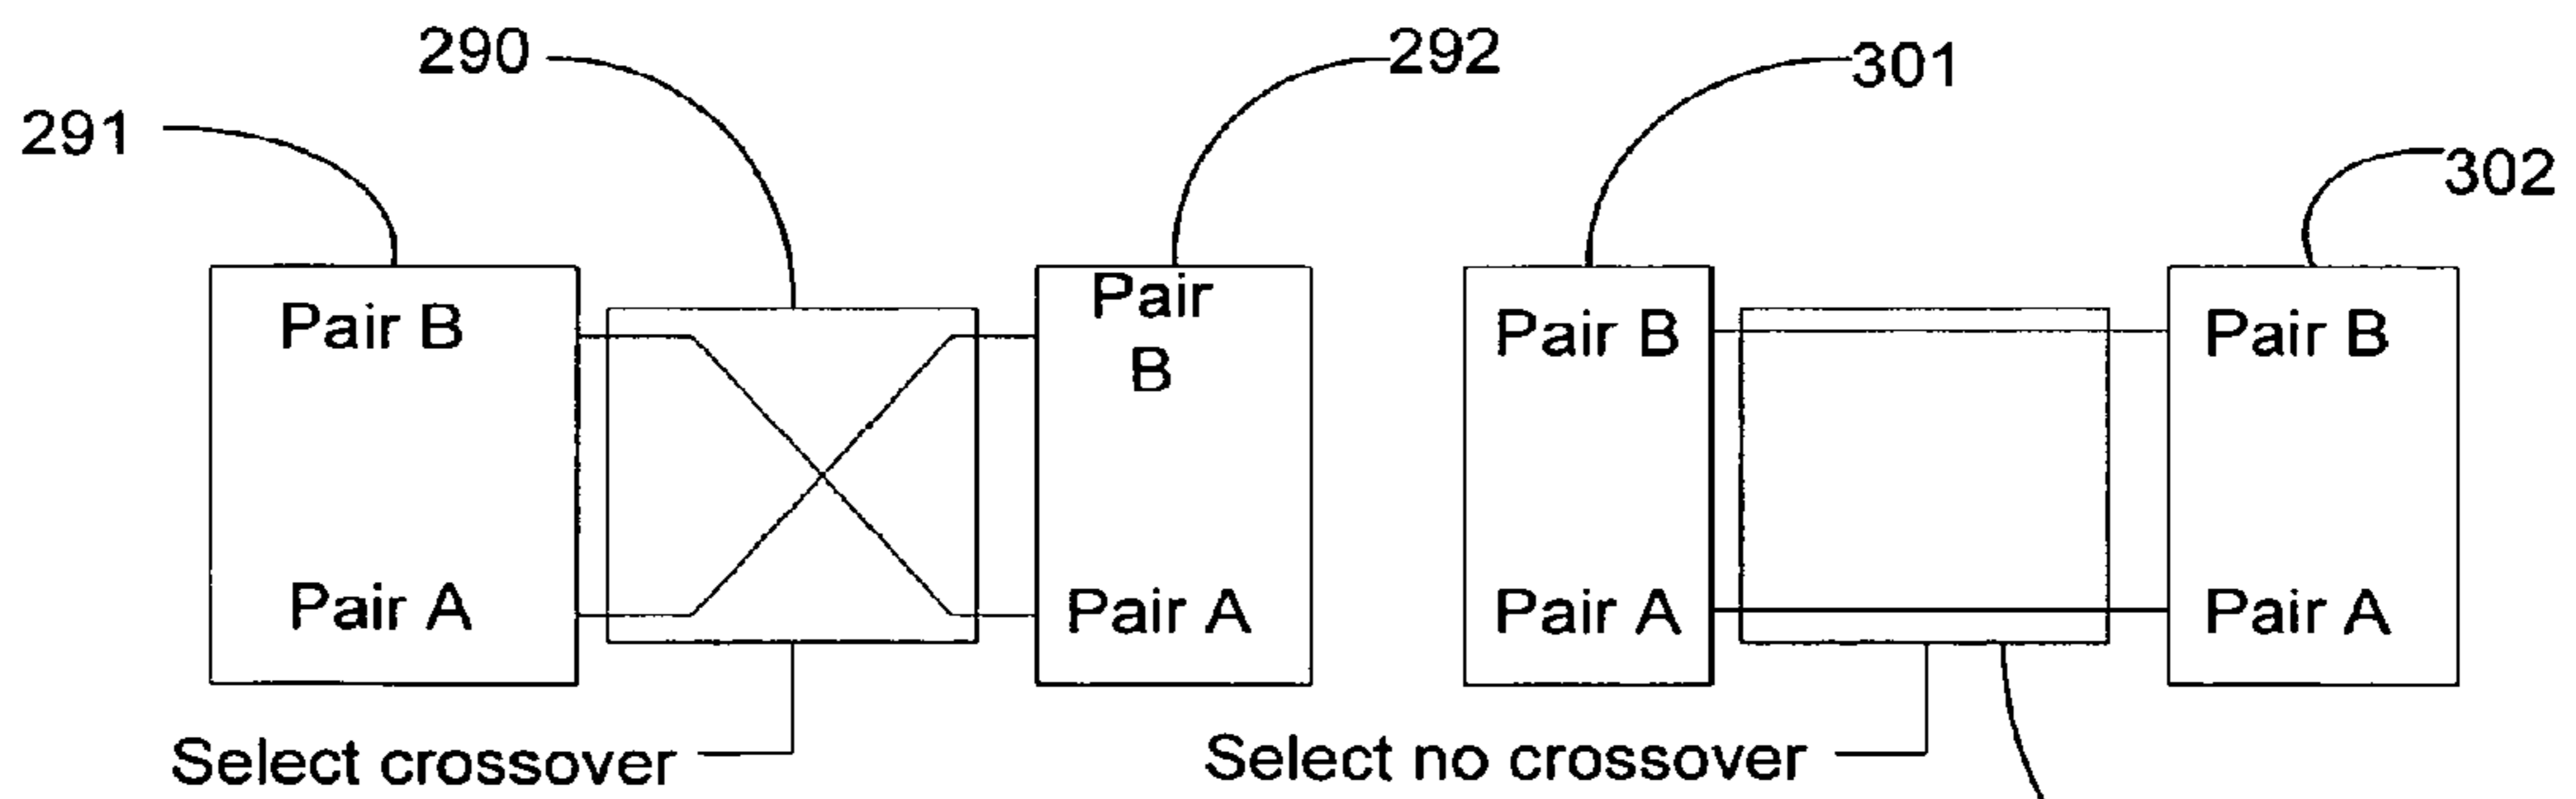 290
292
301
291
302
Pair B
Pair
B
Pair B
Pair B
Pair A
Pair A
Pair A
Pair A
Select crossover
Select no crossover